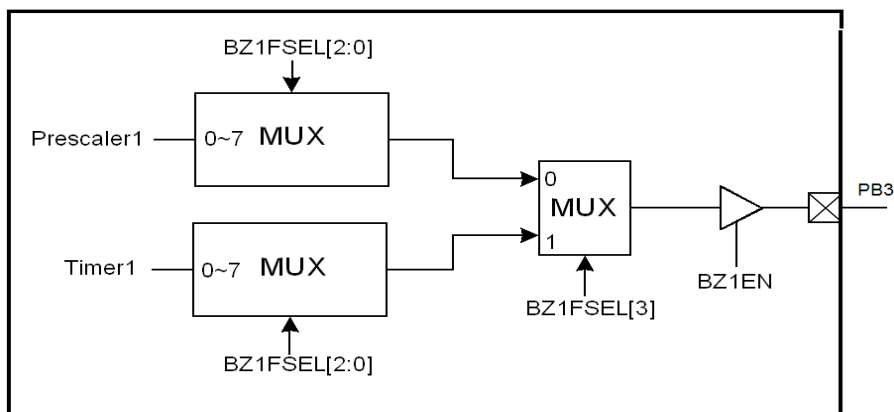 BZ1FSEL[2:0]
Prescaler1
0~7 MUX
0
MUX
1
PB3
Timer1
0~7 MUX
BZ1EN
BZ1FSEL[3]
BZ1FSEL[2:0]